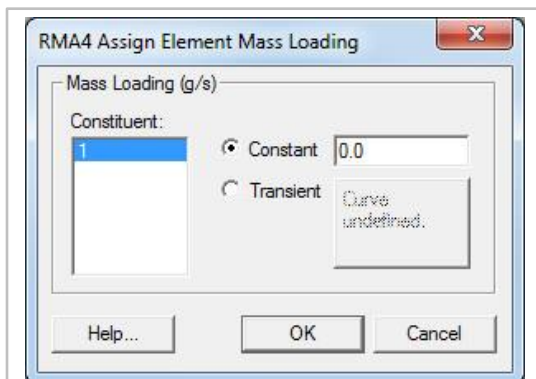 RMA4 Assign Element Mass Loading
Mass Loading (g/s)
Constituent:
1
Constant 0.0
Transient
Curve
undefined.
Help... OK Cancel